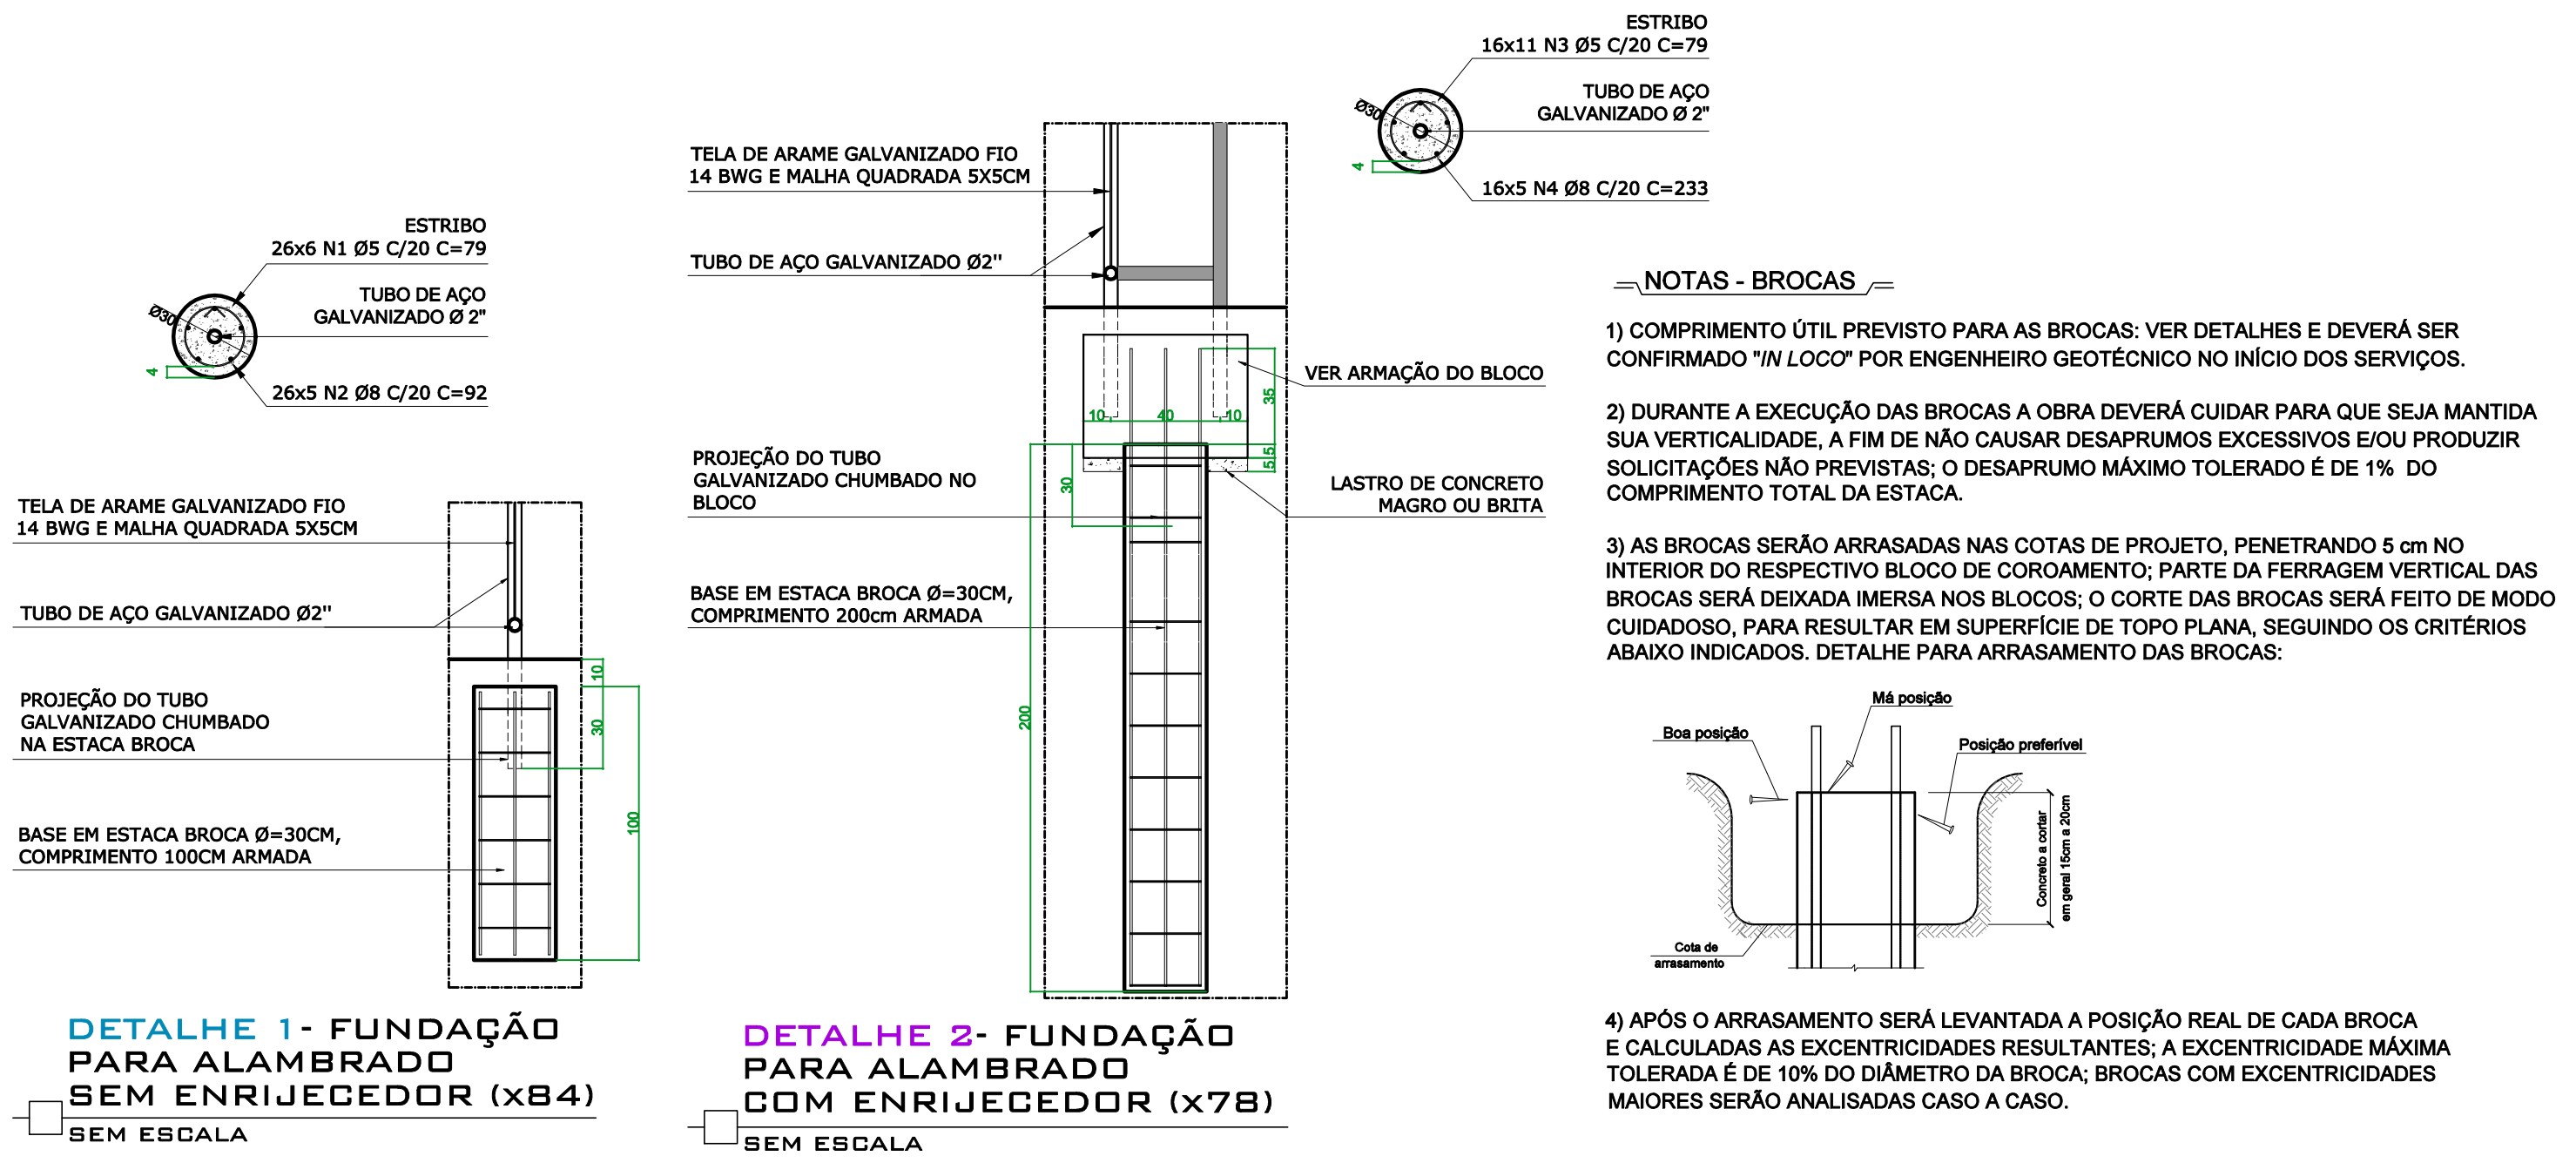 ESTRIBO
26x6 N1 Ø5 C/20 C=79
TUBO DE AÇO
GALVANIZADO Ø 2"
26x5 N2 Ø8 C/20 C=92
Ø30
4
TELA DE ARAME GALVANIZADO FIO
14 BWG E MALHA QUADRADA 5X5CM
TUBO DE AÇO GALVANIZADO Ø2''
PROJEÇÃO DO TUBO
GALVANIZADO CHUMBADO
NA ESTACA BROCA
BASE EM ESTACA BROCA Ø=30CM,
COMPRIMENTO 100CM ARMADA
10
30
100
DETALHE 1- FUNDAÇÃO
PARA ALAMBRADO
SEM ENRIJECEDOR (x84)
SEM ESCALA
ESTRIBO
16x11 N3 Ø5 C/20 C=79
TUBO DE AÇO
GALVANIZADO Ø 2"
16x5 N4 Ø8 C/20 C=233
Ø30
4
TELA DE ARAME GALVANIZADO FIO
14 BWG E MALHA QUADRADA 5X5CM
TUBO DE AÇO GALVANIZADO Ø2''
VER ARMAÇÃO DO BLOCO
10
40
10
35
5
5
30
200
PROJEÇÃO DO TUBO
GALVANIZADO CHUMBADO NO
BLOCO
LASTRO DE CONCRETO
MAGRO OU BRITA
BASE EM ESTACA BROCA Ø=30CM,
COMPRIMENTO 200cm ARMADA
DETALHE 2- FUNDAÇÃO
PARA ALAMBRADO
COM ENRIJECEDOR (x78)
SEM ESCALA
NOTAS - BROCAS
1) COMPRIMENTO ÚTIL PREVISTO PARA AS BROCAS: VER DETALHES E DEVERÁ SER
CONFIRMADO "IN LOCO" POR ENGENHEIRO GEOTÉCNICO NO INÍCIO DOS SERVIÇOS.
2) DURANTE A EXECUÇÃO DAS BROCAS A OBRA DEVERÁ CUIDAR PARA QUE SEJA MANTIDA
SUA VERTICALIDADE, A FIM DE NÃO CAUSAR DESAPRUMOS EXCESSIVOS E/OU PRODUZIR
SOLICITAÇÕES NÃO PREVISTAS; O DESAPRUMO MÁXIMO TOLERADO É DE 1% DO
COMPRIMENTO TOTAL DA ESTACA.
3) AS BROCAS SERÃO ARRASADAS NAS COTAS DE PROJETO, PENETRANDO 5 cm NO
INTERIOR DO RESPECTIVO BLOCO DE COROAMENTO; PARTE DA FERRAGEM VERTICAL DAS
BROCAS SERÁ DEIXADA IMERSA NOS BLOCOS; O CORTE DAS BROCAS SERÁ FEITO DE MODO
CUIDADOSO, PARA RESULTAR EM SUPERFÍCIE DE TOPO PLANA, SEGUINDO OS CRITÉRIOS
ABAIXO INDICADOS. DETALHE PARA ARRASAMENTO DAS BROCAS:
Má posição
Boa posição
Posição preferível
Concreto a cortar
em geral 15cm a 20cm
Cota de
arrasamento
4) APÓS O ARRASAMENTO SERÁ LEVANTADA A POSIÇÃO REAL DE CADA BROCA
E CALCULADAS AS EXCENTRICIDADES RESULTANTES; A EXCENTRICIDADE MÁXIMA
TOLERADA É DE 10% DO DIÂMETRO DA BROCA; BROCAS COM EXCENTRICIDADES
MAIORES SERÃO ANALISADAS CASO A CASO.